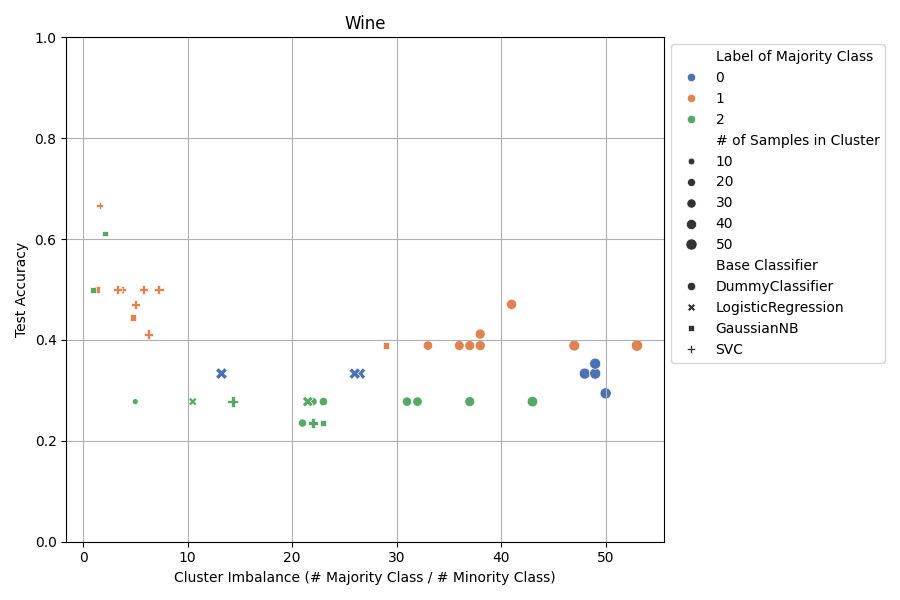 Wine
Test Accuracy
1.0
0.8
0.6
0.4
0.2
0.0
0
10
20
30
40
50
Cluster Imbalance (# Majority Class / # Minority Class)
Label of Majority Class
0
1
2
# of Samples in Cluster
10
20
30
40
50
Base Classifier
DummyClassifier
LogisticRegression
GaussianNB
SVC